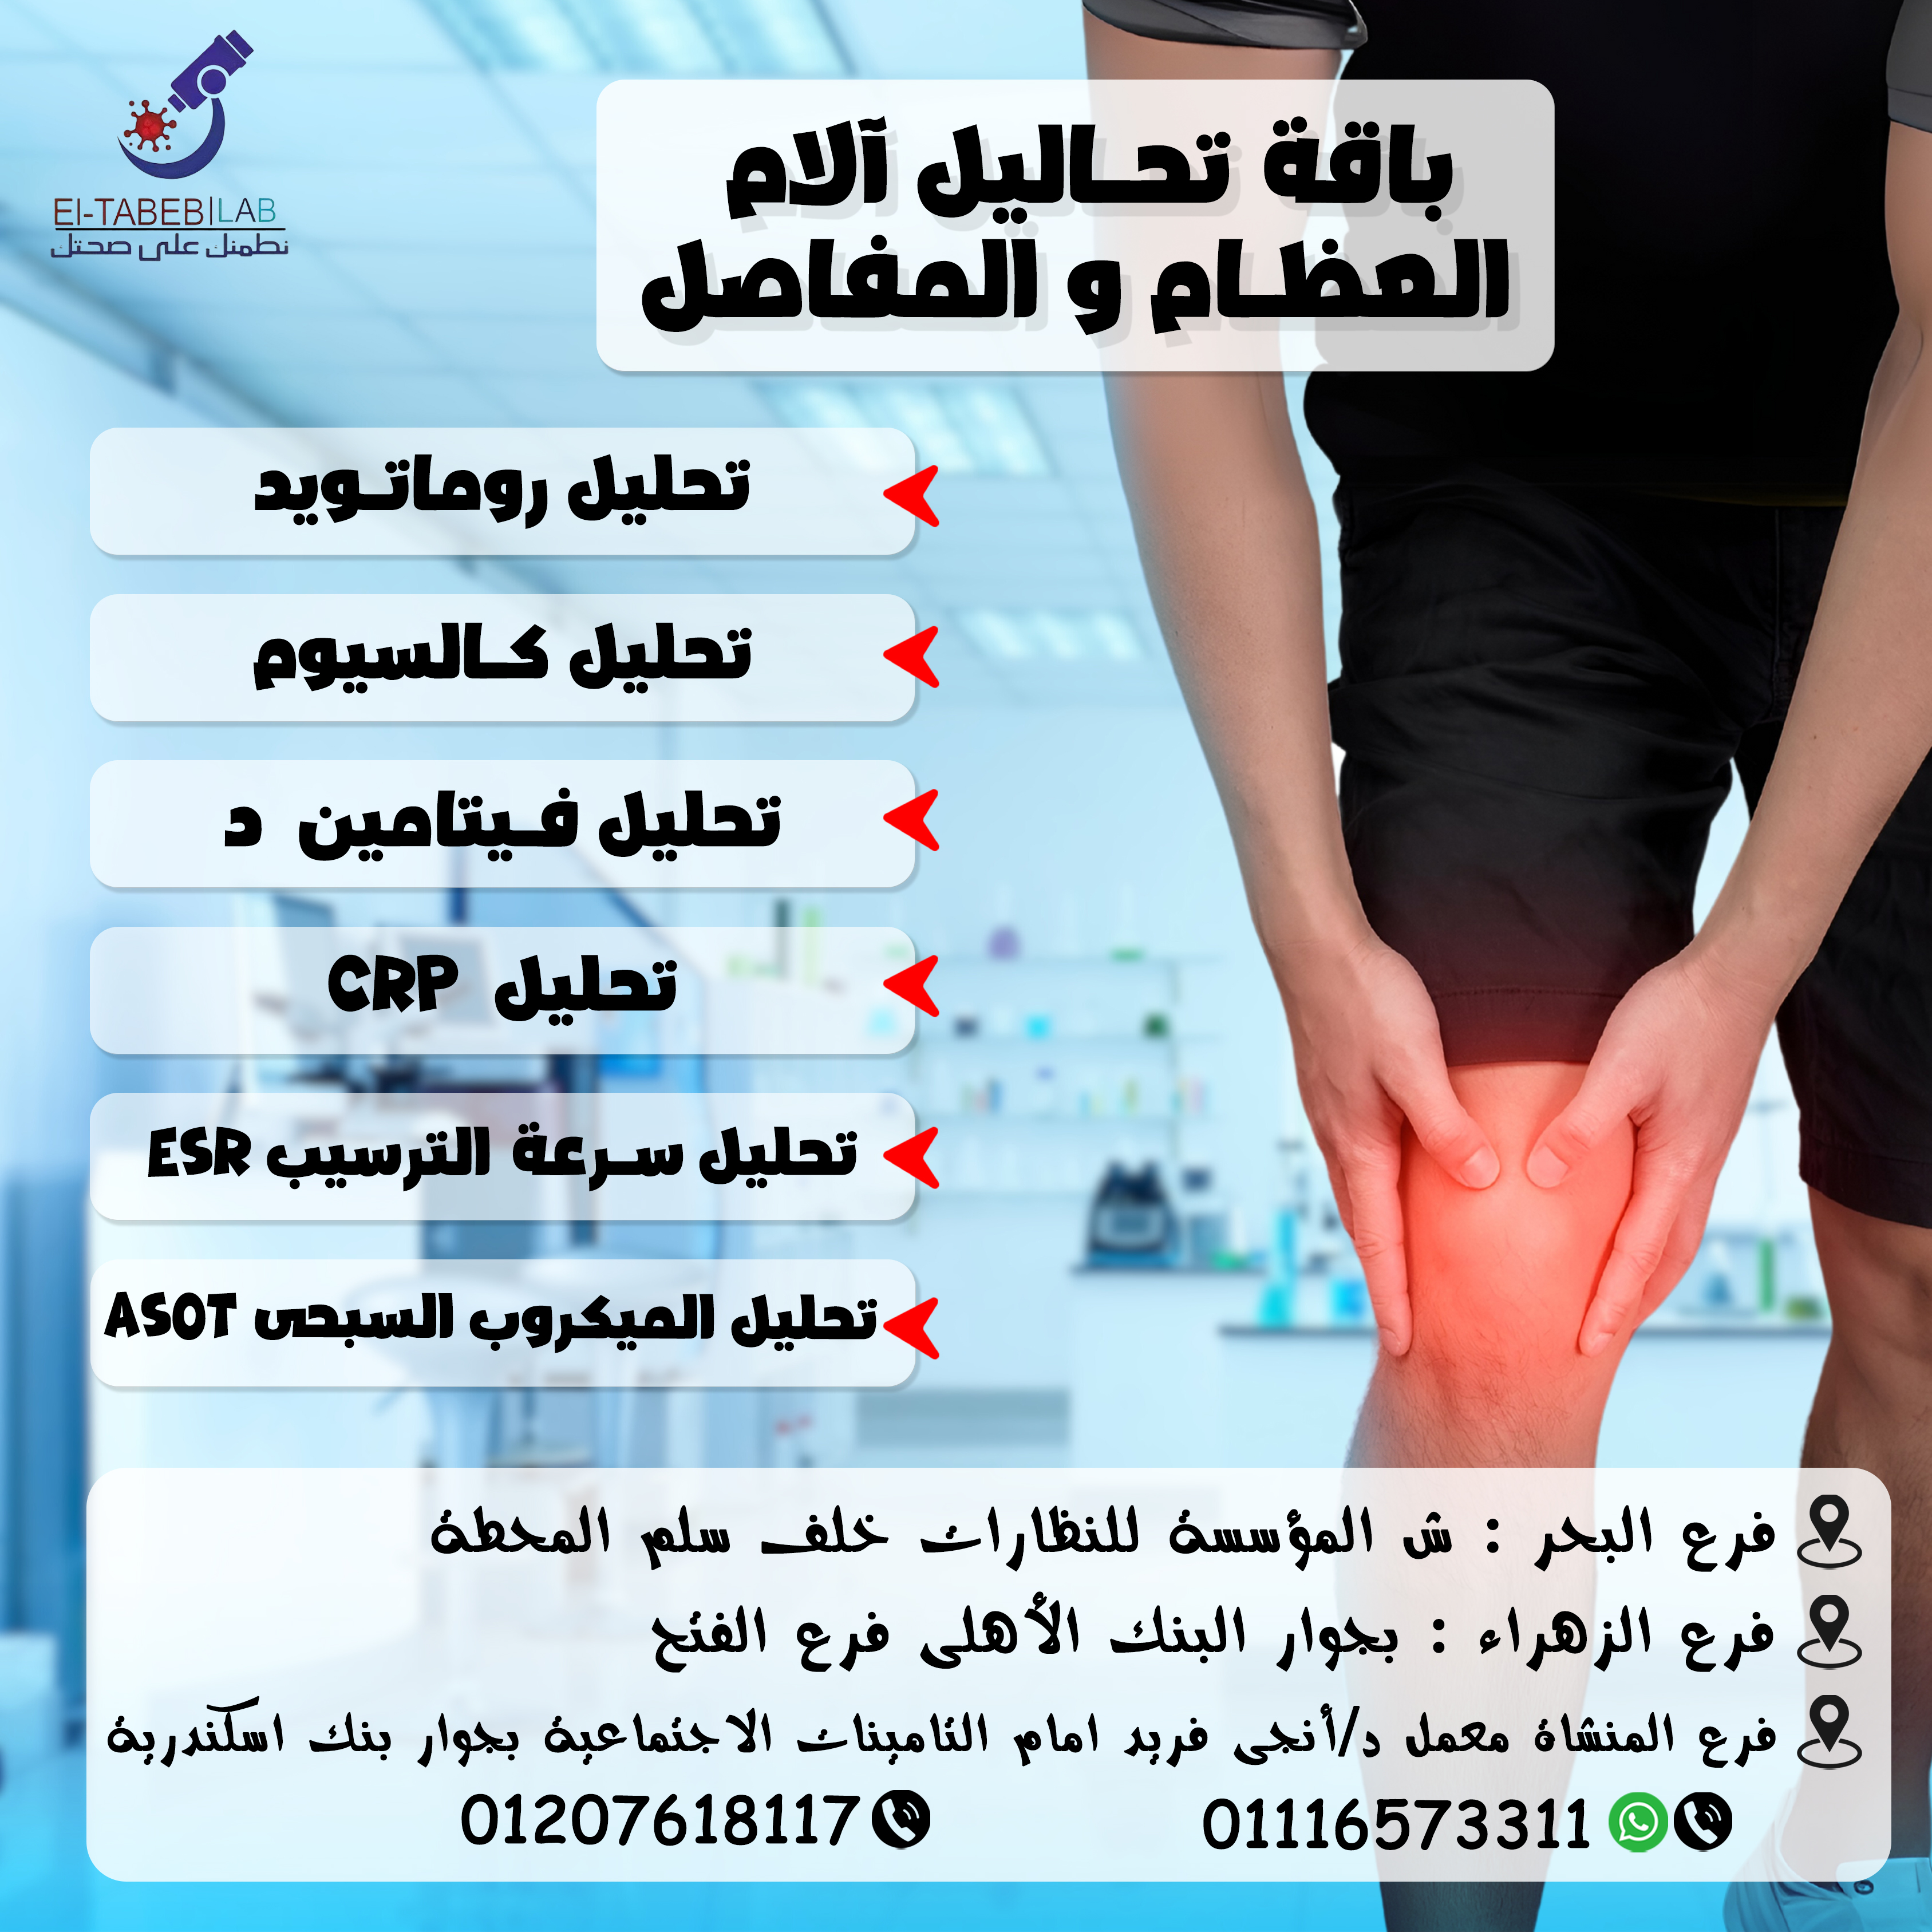 El-TABEB|LAB
نطمنك على صحتك
باقة تحاليل آلام
العظام و المفاصل
تحليل روماتويد
تحليل كالسيوم
تحليل فيتامين د
تحليل CRP
تحليل سرعة الترسيب ESR
تحليل الميكروب السبحى ASOT
فرع البحر : ش المؤسسة للنظارات خلف سلم المحطة
فرع الزهراء : بجوار البنك الأهلى فرع الفتح
فرع المنشاة معمل د/أنجى فريد امام التامينات الاجتماعية بجوار بنك اسكندرية
01116573311
01207618117